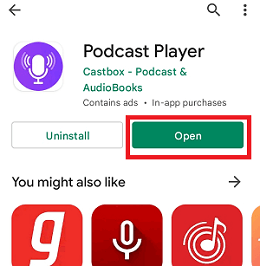 Podcast Player
Castbox - Podcast &
AudioBooks
Contains ads • In-app purchases
Uninstall
Open
You might also like
g